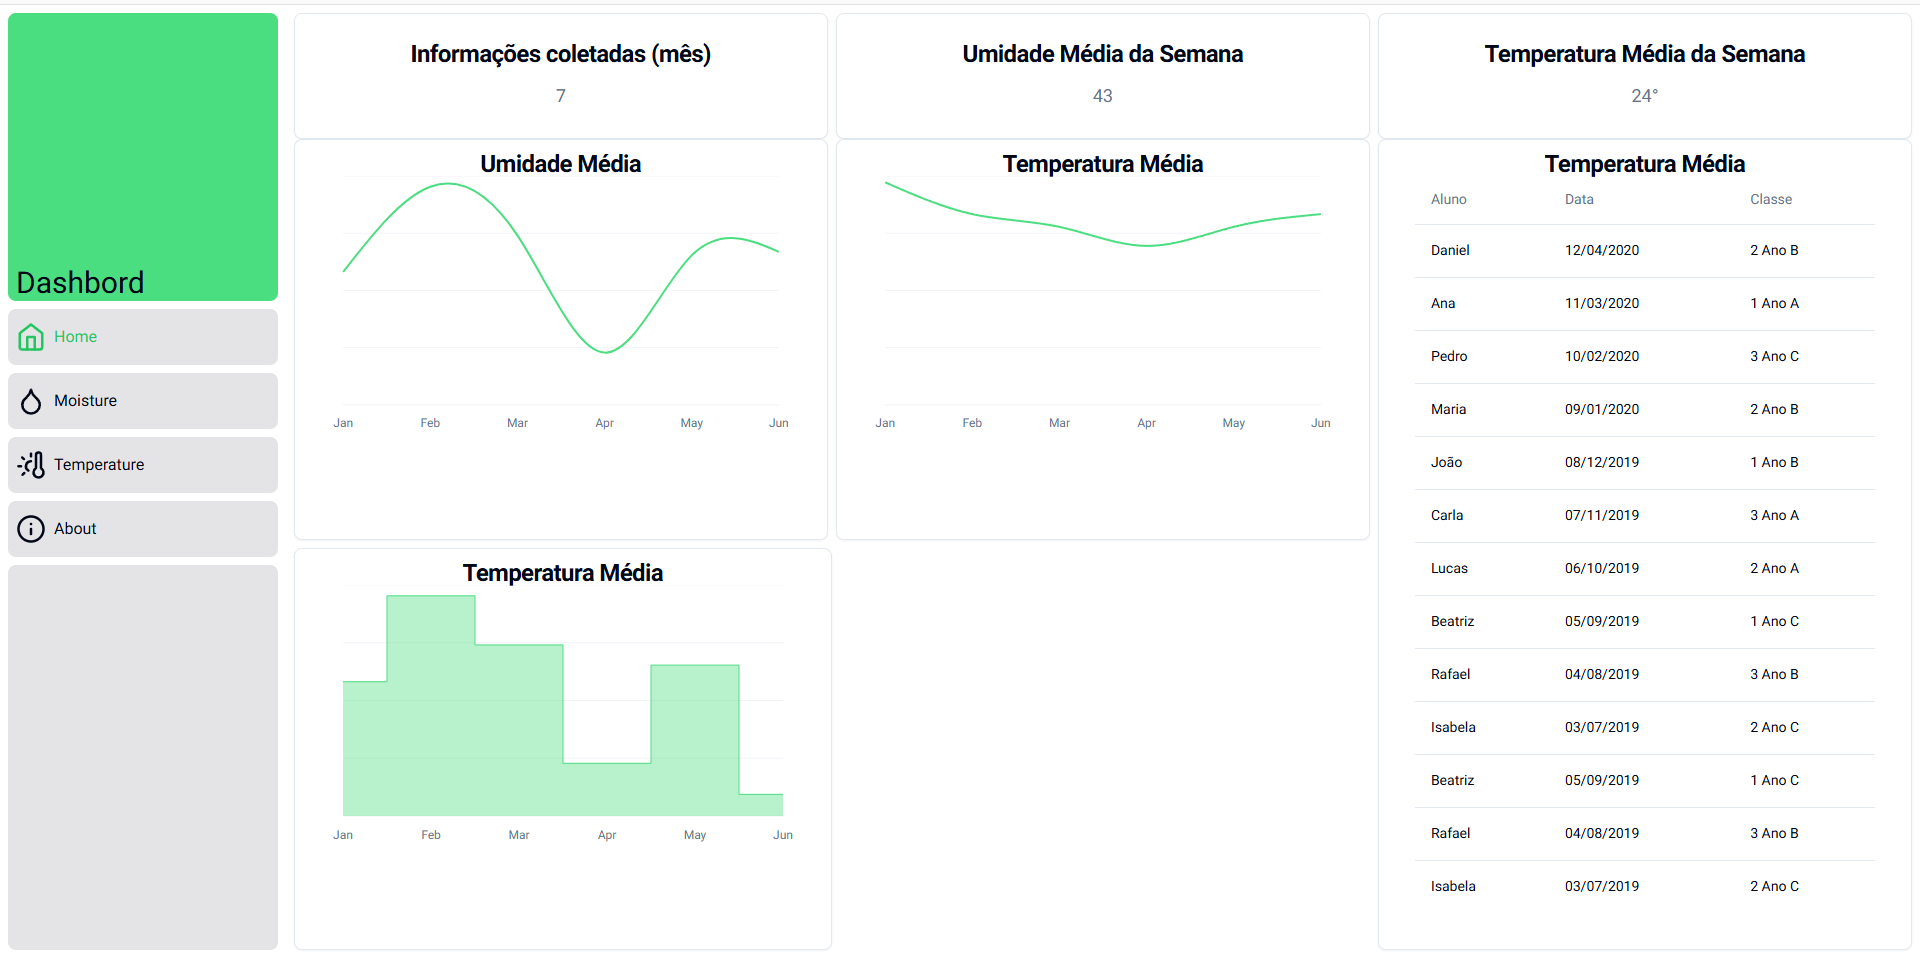 Dashbord
Home
Moisture
Temperature
About
Informações coletadas (mês)
7
Umidade Média da Semana
43
Temperatura Média da Semana
24°
Umidade Média
Jan Feb Mar Apr May Jun
Temperatura Média
Jan Feb Mar Apr May Jun
Temperatura Média
Jan Feb Mar Apr May Jun
Temperatura Média
Aluno Data Classe
Daniel 12/04/2020 2 Ano B
Ana 11/03/2020 1 Ano A
Pedro 10/02/2020 3 Ano C
Maria 09/01/2020 2 Ano B
João 08/12/2019 1 Ano B
Carla 07/11/2019 3 Ano A
Lucas 06/10/2019 2 Ano A
Beatriz 05/09/2019 1 Ano C
Rafael 04/08/2019 3 Ano B
Isabela 03/07/2019 2 Ano C
Beatriz 05/09/2019 1 Ano C
Rafael 04/08/2019 3 Ano B
Isabela 03/07/2019 2 Ano C